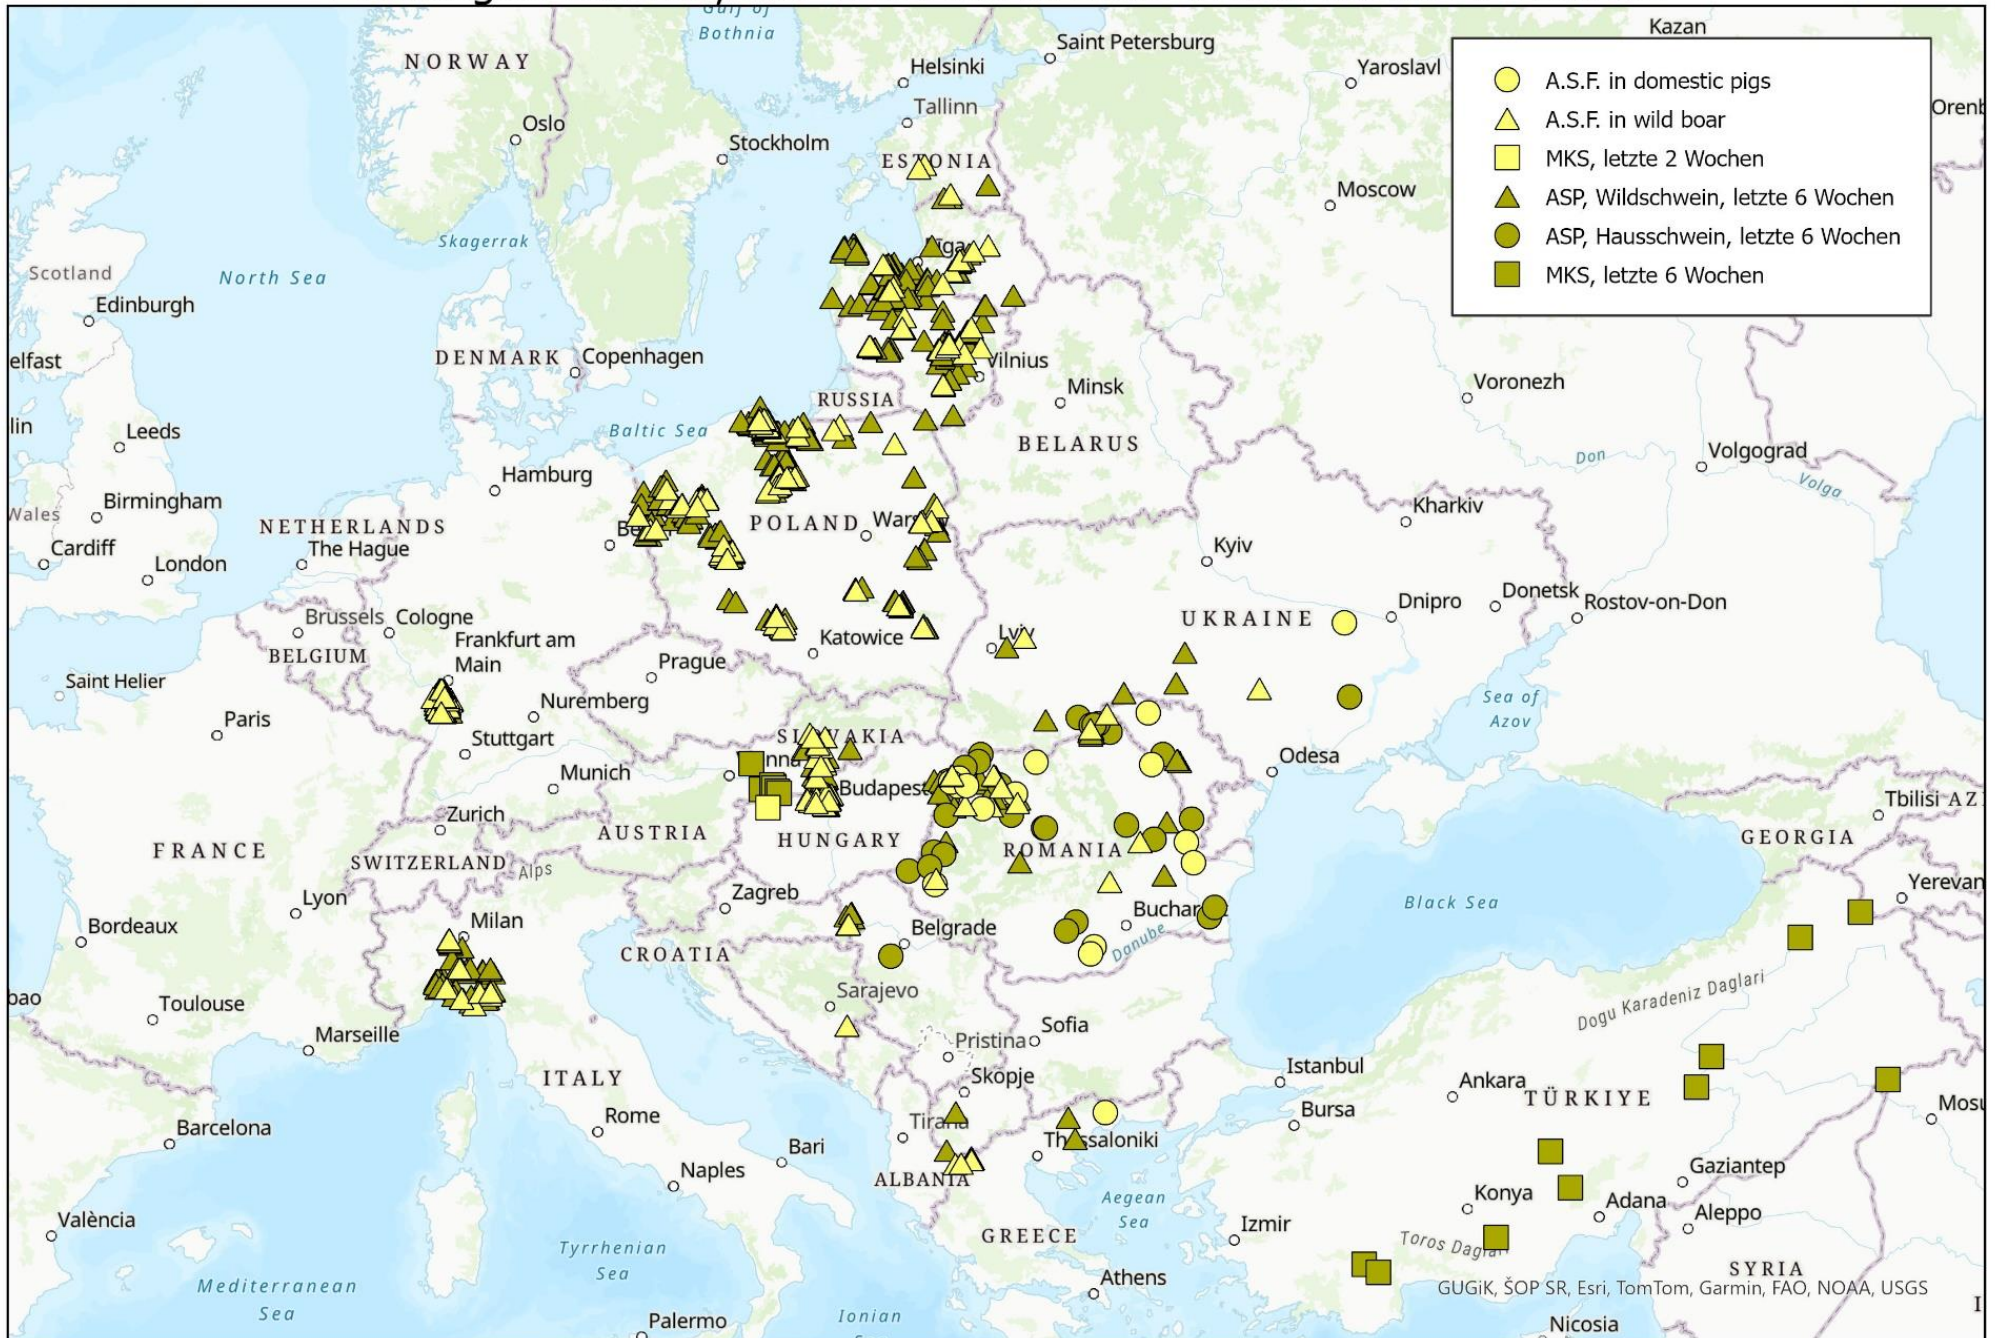 Gulf of
Bothnia
Kazan
NORWAY
Saint Petersburg
Helsinki
Yaroslavl
A.S.F. in domestic pigs
Tallinn
A.S.F. in wild boar
Oslo
Stockholm
ESTONIA
MKS, letzte 2 Wochen
Moscow
ASP, Wildschwein, letzte 6 Wochen
ASP, Hausschwein, letzte 6 Wochen
MKS, letzte 6 Wochen
Skagerrak
Scotland
North Sea
Edinburgh
elfast
DENMARK
Copenhagen
Vilnius
Minsk
Voronezh
RUSSIA
lin
Leeds
Baltic Sea
BELARUS
Volgograd
Don
Volga
Hamburg
Birmingham
Wales
Kharkiv
NETHERLANDS
POLAND
The Hague
Cardiff
London
Kyiv
Brussels
Cologne
Dnipro
Donetsk
Rostov-on-Don
UKRAINE
Frankfurt am
Main
BELGIUM
Katowice
Lviv
Prague
Saint Helier
Nuremberg
Paris
Sea of
Azov
Stuttgart
Odesa
Munich
Budapest
Tbilisi
Zurich
AUSTRIA
HUNGARY
GEORGIA
FRANCE
SWITZERLAND
Alps
ROMANIA
Zagreb
Yerevan
Lyon
Black Sea
Milan
Bordeaux
Belgrade
Danube
CROATIA
Sarajevo
Dogu Karadeniz Daglari
Toulouse
Marseille
Sofia
Pristina
Skopje
Istanbul
ITALY
Ankara
TÜRKIYE
Rome
Bursa
Tirana
Barcelona
Bari
Naples
ALBANIA
Gaziantep
Konya
Adana
Aleppo
Aegean
Sea
València
Izmir
GREECE
Tyrrhenian
Sea
Toros Daglari
SYRIA
Mediterranean
Sea
Athens
GUGiK, ŠOP SR, Esri, TomTom, Garmin, FAO, NOAA, USGS
Palermo
Ionian
Nicosia